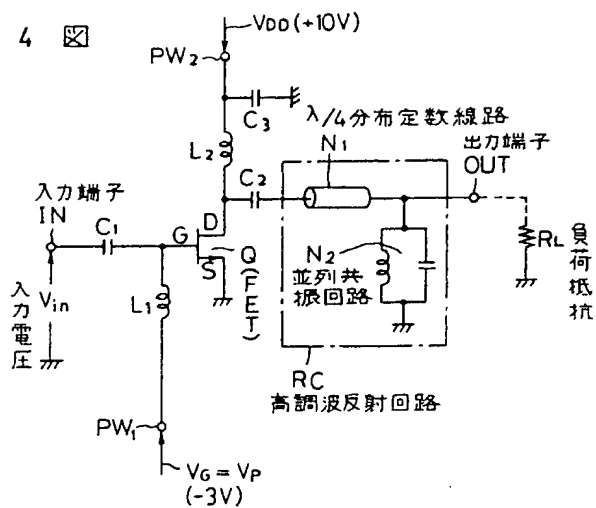 4 図
VDD(+10V)
PW2
C3
L2
λ/4分布定数線路
N1
出力端子
OUT
C2
入力端子
IN
C1
G
D
S
Q
(FET)
N2
並列共
振回路
RL
負荷抵抗
Vin
入力電圧
L1
RC
高調波反射回路
PW1
VG=VP
(-3V)